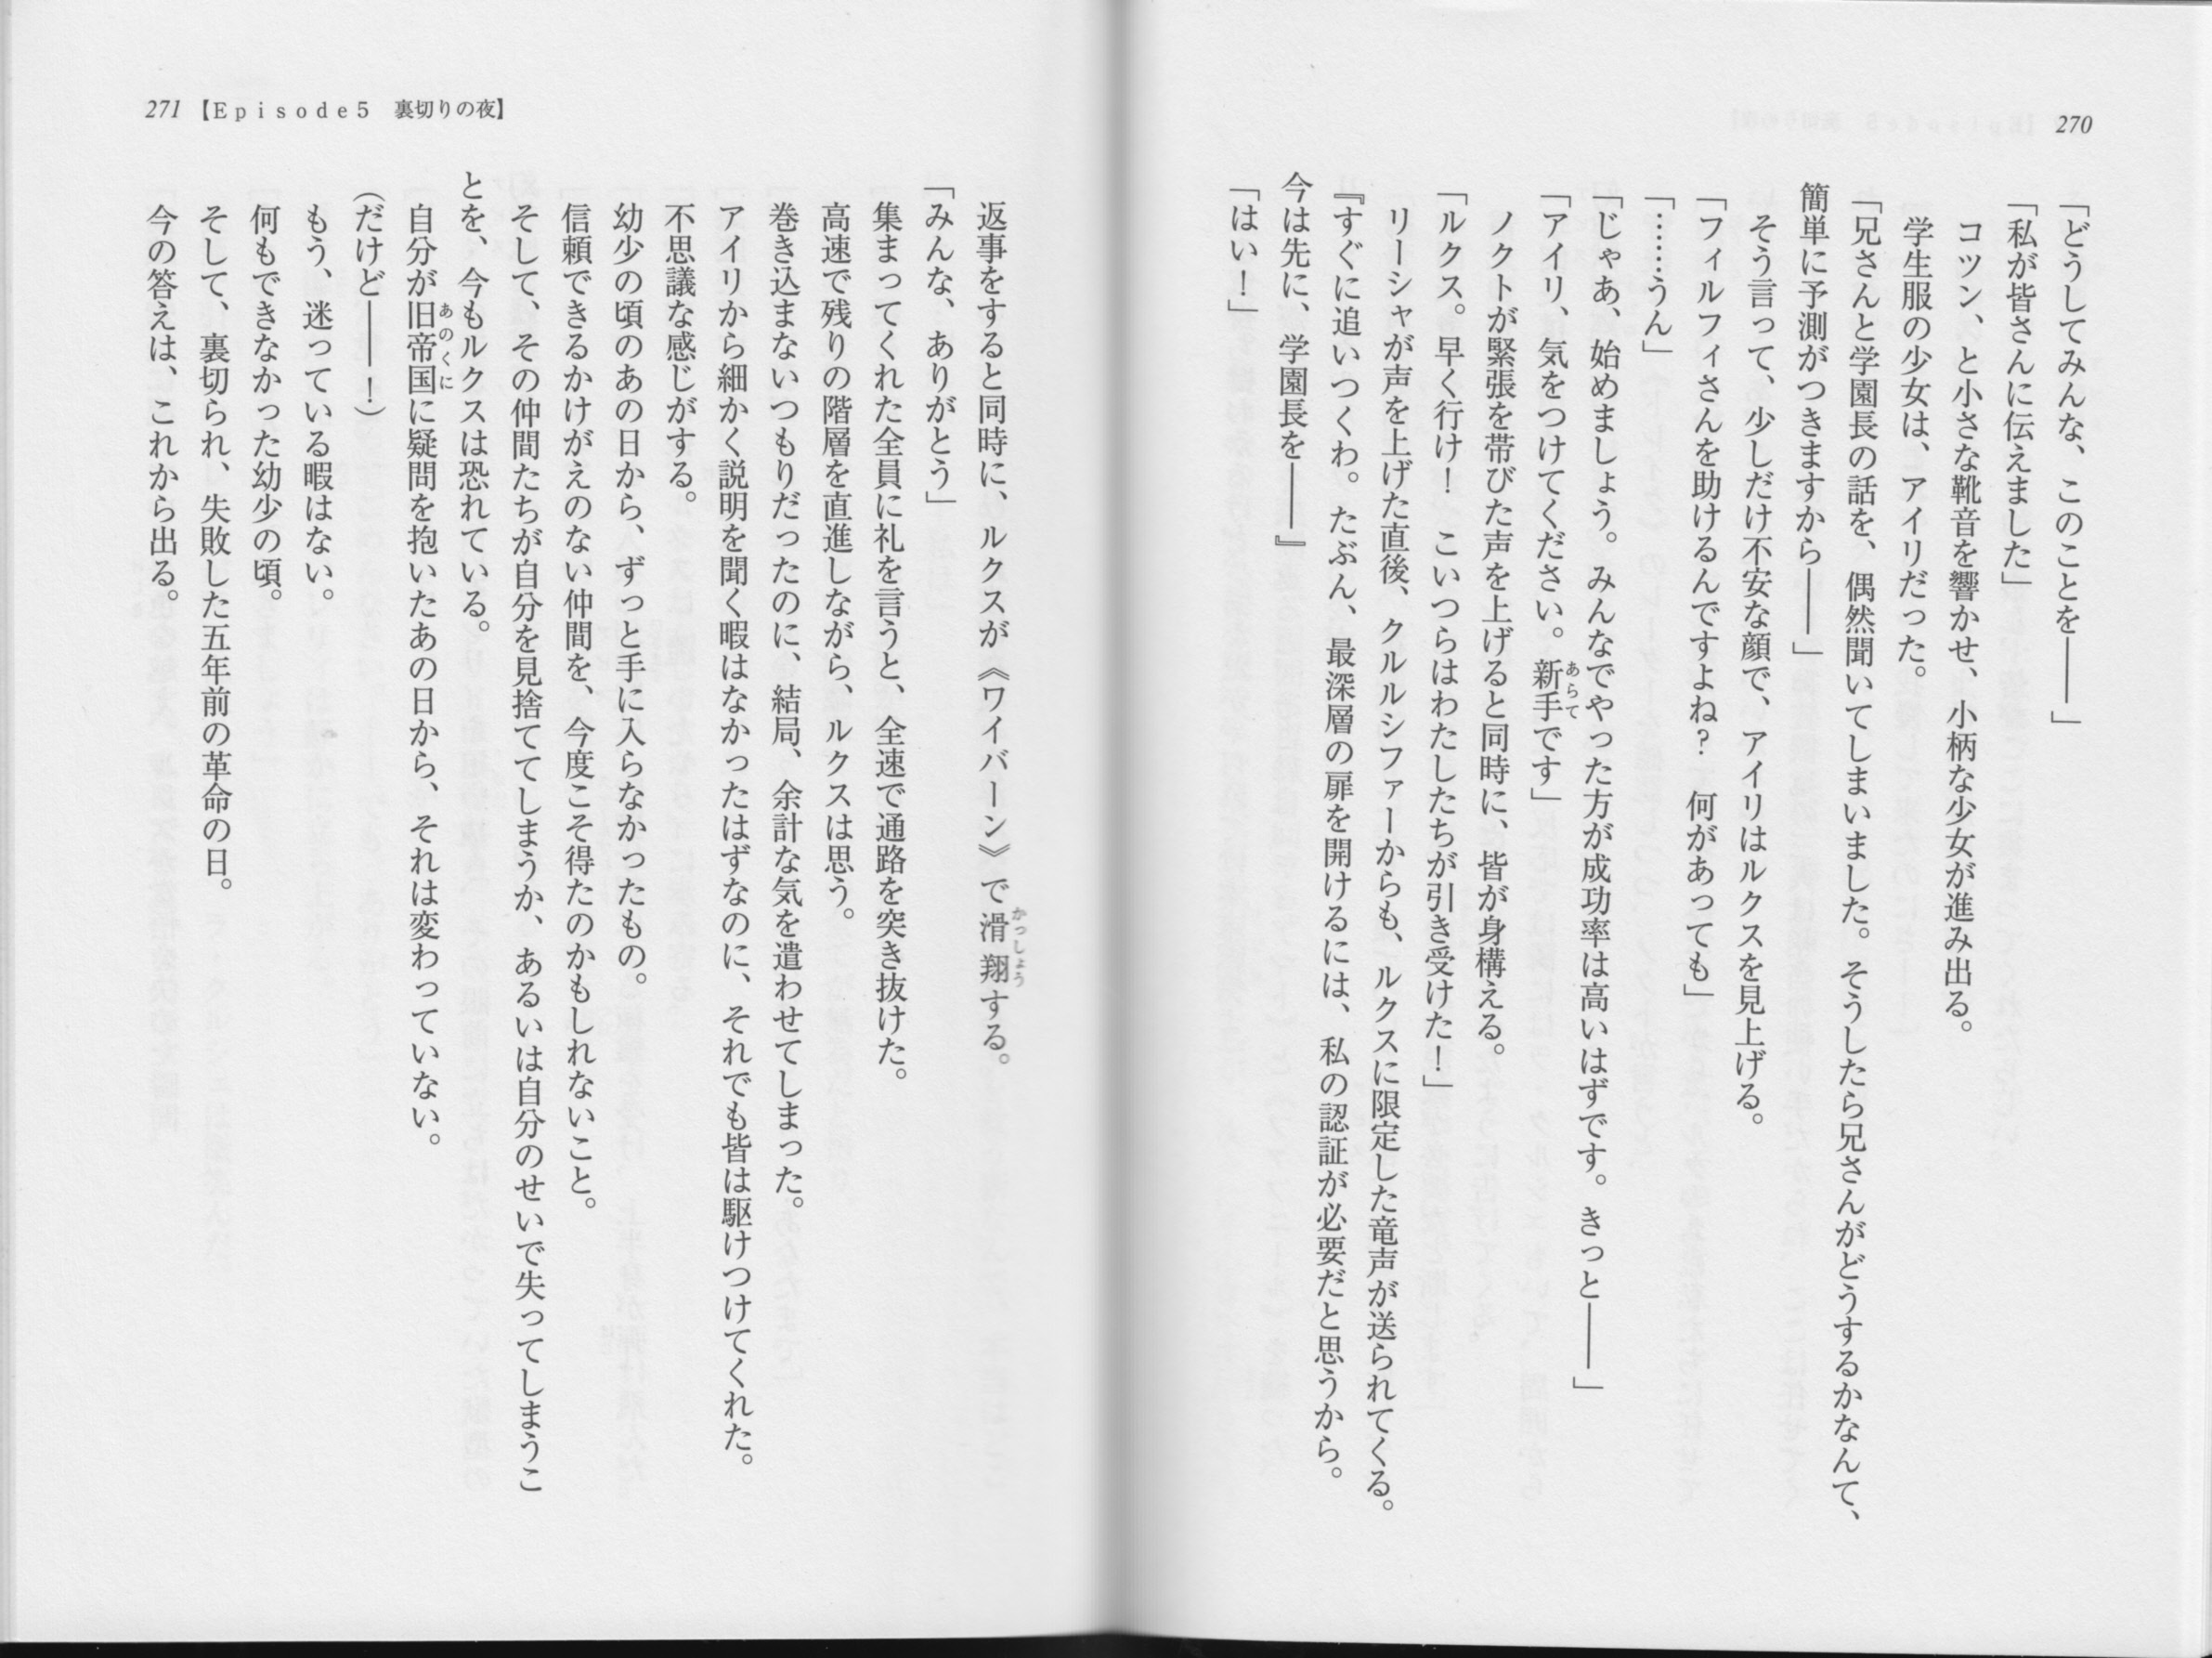 270
「どうしてみんな、このことを――」
「私が皆さんに伝えました」
　コツン、と小さな靴音を響かせ、小柄な少女が進み出る。
　学生服の少女は、アイリだった。
「兄さんと学園長の話を、偶然聞いてしまいました。そうしたら兄さんがどうするかなんて、
簡単に予測がつきますから――」
　そう言って、少しだけ不安な顔で、アイリはルクスを見上げる。
「フィルフィさんを助けるんですよね？　何があっても」
「……うん」
「じゃあ、始めましょう。みんなでやった方が成功率は高いはずです。きっと――」
「アイリ、気をつけてください。新手あらてです」
　ノクトが緊張を帯びた声を上げると同時に、皆が身構える。
「ルクス。早く行け！　こいつらはわたしたちが引き受けた！」
　リーシャが声を上げた直後、クルルシファーからも、ルクスに限定した竜声が送られてくる。
『すぐに追いつくわ。たぶん、最深層の扉を開けるには、私の認証が必要だと思うから。
今は先に、学園長を――』
「はい！」
271【Episode5　裏切りの夜】
　返事をすると同時に、ルクスが《ワイバーン》で滑翔かっしょうする。
「みんな、ありがとう」
　集まってくれた全員に礼を言うと、全速で通路を突き抜けた。
　高速で残りの階層を直進しながら、ルクスは思う。
　巻き込まないつもりだったのに、結局、余計な気を遣わせてしまった。
　アイリから細かく説明を聞く暇はなかったはずなのに、それでも皆は駆けつけてくれた。
　不思議な感じがする。
　幼少の頃のあの日から、ずっと手に入らなかったもの。
　信頼できるかけがえのない仲間を、今度こそ得たのかもしれないこと。
　そして、その仲間たちが自分を見捨ててしまうか、あるいは自分のせいで失ってしまうこ
とを、今もルクスは恐れている。
　自分が旧帝国あのくにに疑問を抱いたあの日から、それは変わっていない。
（だけど――！）
　もう、迷っている暇はない。
　何もできなかった幼少の頃。
　そして、裏切られ、失敗した五年前の革命の日。
　今の答えは、これから出る。